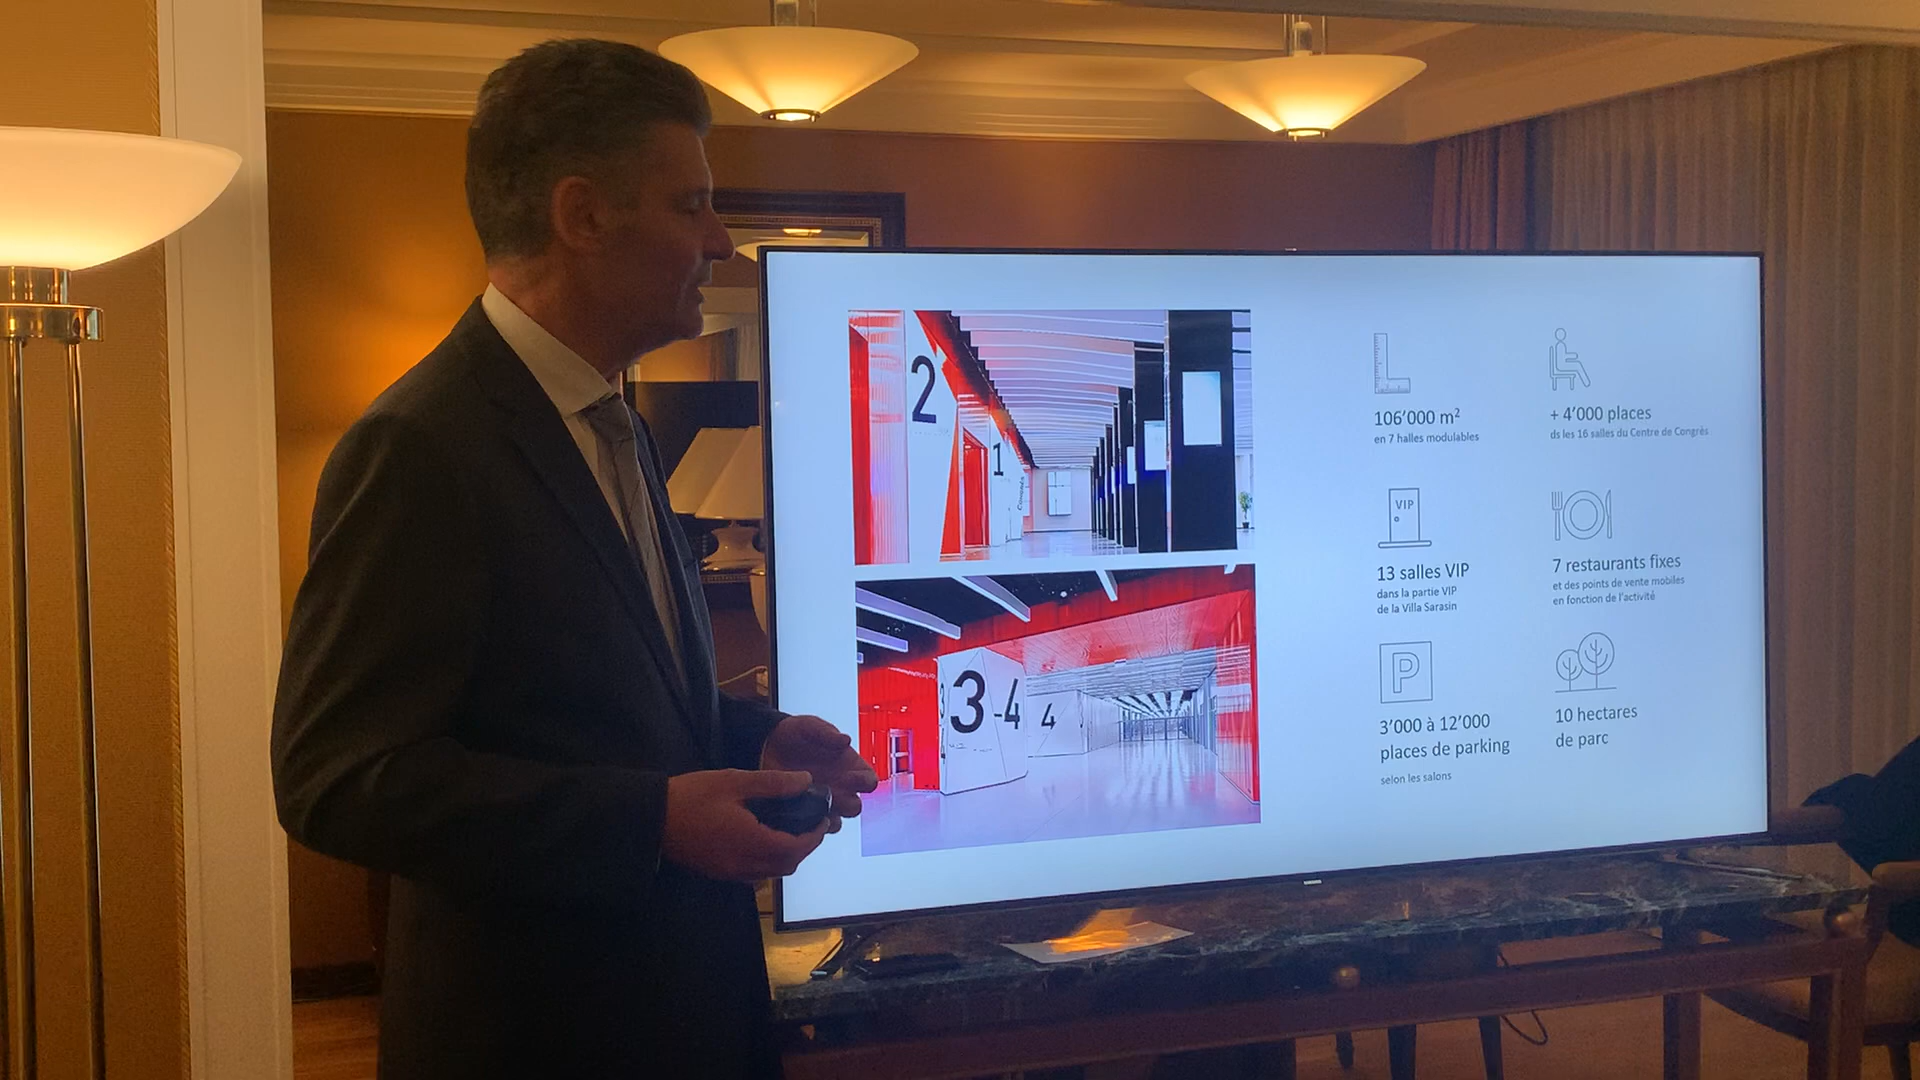 2
1
Congrès
3-4
4
106’000 m²
en 7 halles modulables
+ 4’000 places
ds les 16 salles du Centre de Congrès
VIP
13 salles VIP
dans la partie VIP
de la Villa Sarasin
7 restaurants fixes
et des points de vente mobiles
en fonction de l’activité
P
3’000 à 12’000
places de parking
selon les salons
10 hectares
de parc